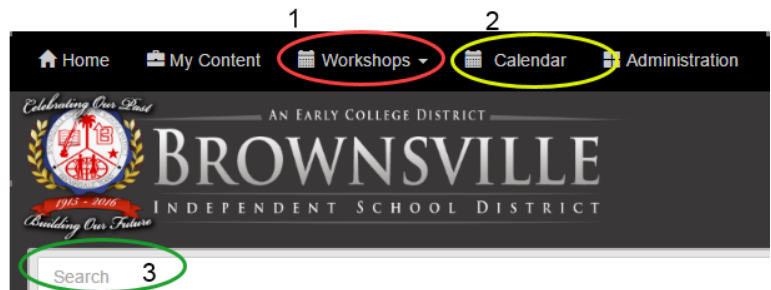 1 2
Home My Content Workshops Calendar Administration
Celebrating Our Past
AN EARLY COLLEGE DISTRICT
BROWNSVILLE
1915 - 2016
INDEPENDENT SCHOOL DISTRICT
Building Our Future
Search 3